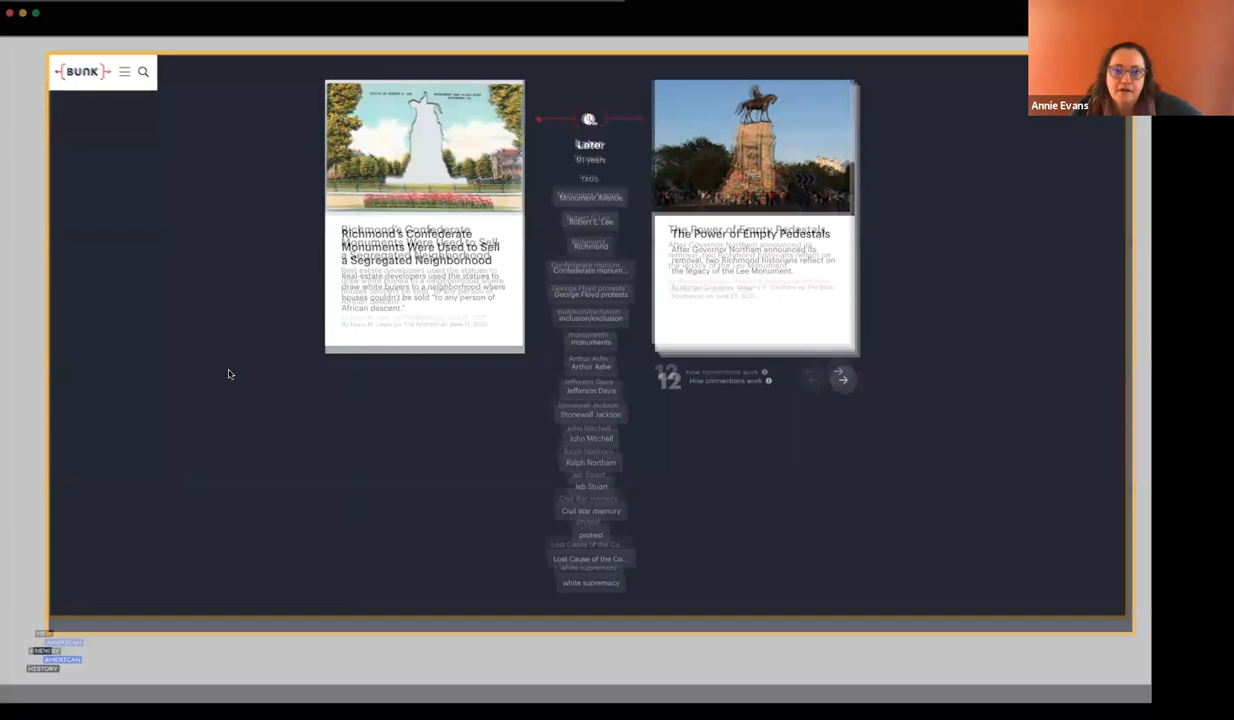 BUNK
Annie Evans
Later
91 years
TAGS
Monument Avenue
Robert E. Lee
Richmond
Confederate monum...
George Floyd protests
inclusion/exclusion
monuments
Arthur Ashe
Jefferson Davis
Stonewall Jackson
John Mitchell
Ralph Northam
Jeb Stuart
Civil War memory
protest
Lost Cause of the Co...
white supremacy
Richmond's Confederate
Monuments Were Used to Sell
a Segregated Neighborhood
Real-estate developers used the statues to
draw white buyers to a neighborhood where
houses couldn't be sold "to any person of
African descent."
by Kevin M. Levin on The Atlantic on June 11, 2020
The Power of Empty Pedestals
After Governor Northam announced its
removal, two Richmond historians reflect on
the legacy of the Lee Monument.
12
How connections work
NEW
AMERICAN
HISTORY